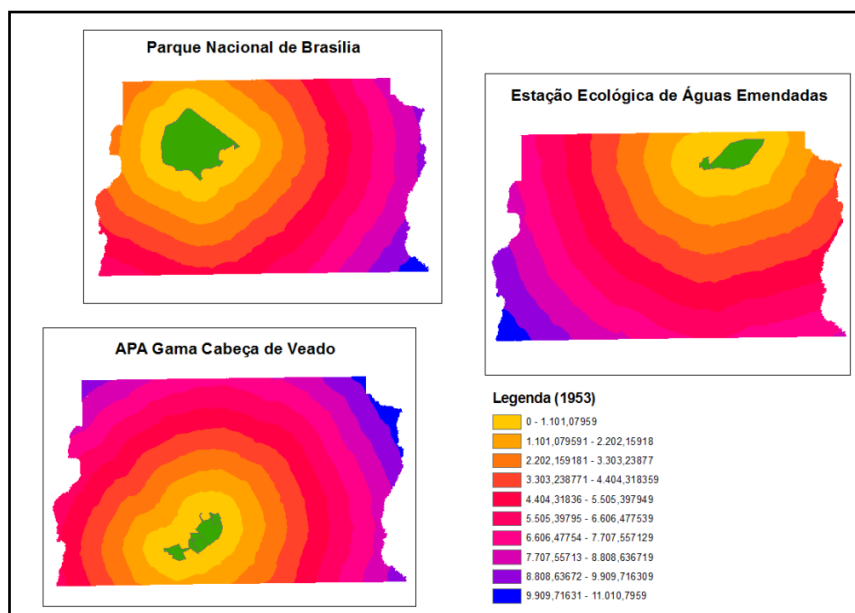 Parque Nacional de Brasília
Estação Ecológica de Águas Emendadas
APA Gama Cabeça de Veado
Legenda (1953)
0 - 1.101,07959
1.101,079591 - 2.202,15918
2.202,159181 - 3.303,23877
3.303,238771 - 4.404,318359
4.404,31836 - 5.505,397949
5.505,39795 - 6.606,477539
6.606,47754 - 7.707,557129
7.707,55713 - 8.808,636719
8.808,63672 - 9.909,716309
9.909,71631 - 11.010,7959